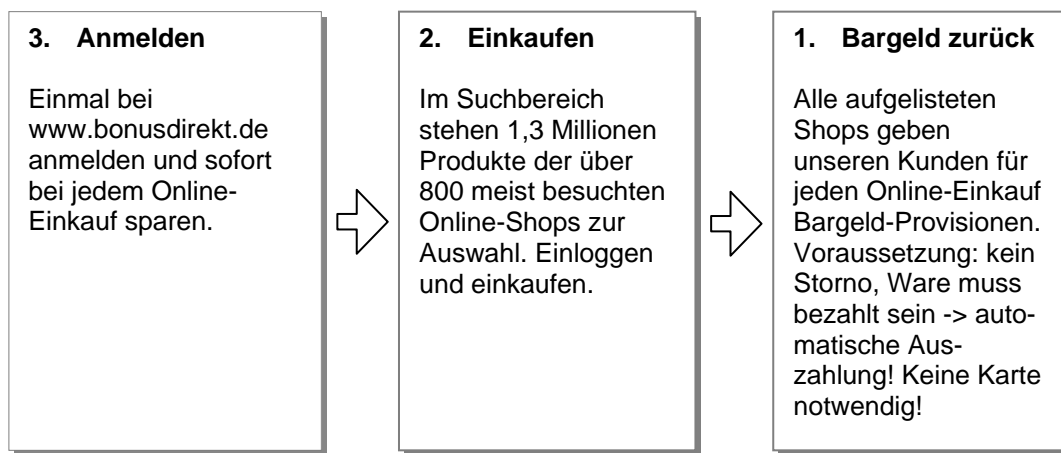 3. Anmelden
Einmal bei
www.bonusdirekt.de
anmelden und sofort
bei jedem Online-
Einkauf sparen.
2. Einkaufen
Im Suchbereich
stehen 1,3 Millionen
Produkte der über
800 meist besuchten
Online-Shops zur
Auswahl. Einloggen
und einkaufen.
1. Bargeld zurück
Alle aufgelisteten
Shops geben
unseren Kunden für
jeden Online-Einkauf
Bargeld-Provisionen.
Voraussetzung: kein
Storno, Ware muss
bezahlt sein -> auto-
matische Aus-
zahlung! Keine Karte
notwendig!